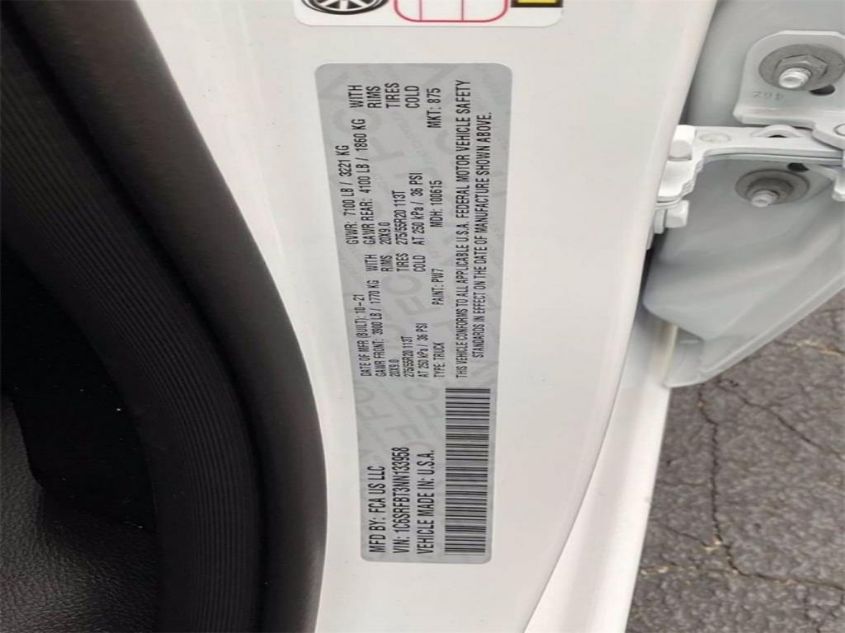 MFD BY: FCA US LLC
DATE OF MFR (BUILT): 10-21
GVWR: 7100 LB / 3221 KG
GAWR FRONT: 3900 LB / 1770 KG WITH
GAWR REAR: 4100 LB / 1860 KG WITH
20X9.0 RIMS
20X9.0 RIMS
275/55R20 113T TIRES
275/55R20 113T TIRES
AT 250 kPa / 36 PSI COLD
AT 250 kPa / 36 PSI COLD
VIN: 1C6SRFBT3NN133958
TYPE: TRUCK
PAINT: PW7
MDH: 100615
MKT: 875
VEHICLE MADE IN: U.S.A.
THIS VEHICLE CONFORMS TO ALL APPLICABLE U.S.A. FEDERAL MOTOR VEHICLE SAFETY
STANDARDS IN EFFECT ON THE DATE OF MANUFACTURE SHOWN ABOVE.